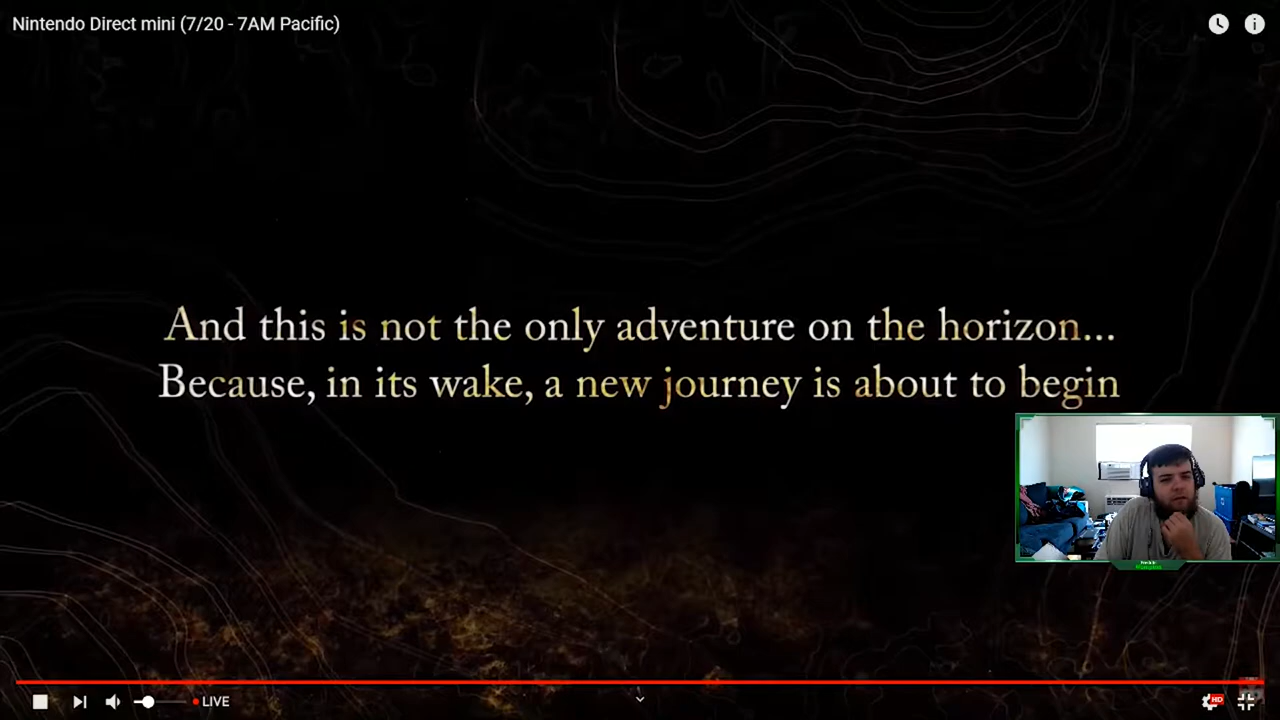 Nintendo Direct mini (7/20 - 7AM Pacific)
And this is not the only adventure on the horizon...
Because, in its wake, a new journey is about to begin
LIVE
HD